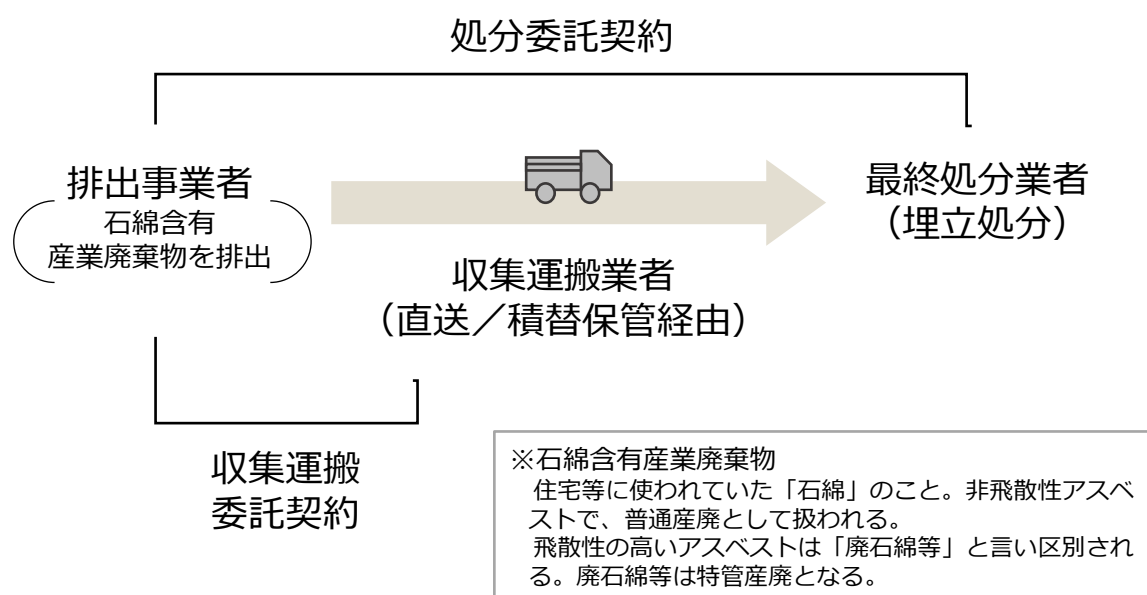 処分委託契約
排出事業者
石綿含有
産業廃棄物を排出
最終処分業者
（埋立処分）
収集運搬業者
（直送／積替保管経由）
収集運搬
委託契約
※石綿含有産業廃棄物
住宅等に使われていた「石綿」のこと。非飛散性アスベ
ストで、普通産廃として扱われる。
飛散性の高いアスベストは「廃石綿等」と言い区別され
る。廃石綿等は特管産廃となる。